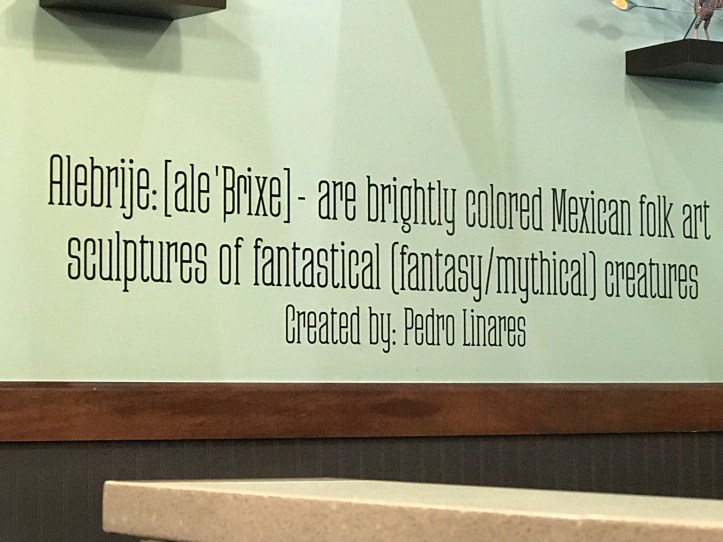 Alebrije: [ale'βrixe] - are brightly colored Mexican folk art
sculptures of fantastical (fantasy/mythical) creatures
Created by: Pedro Linares